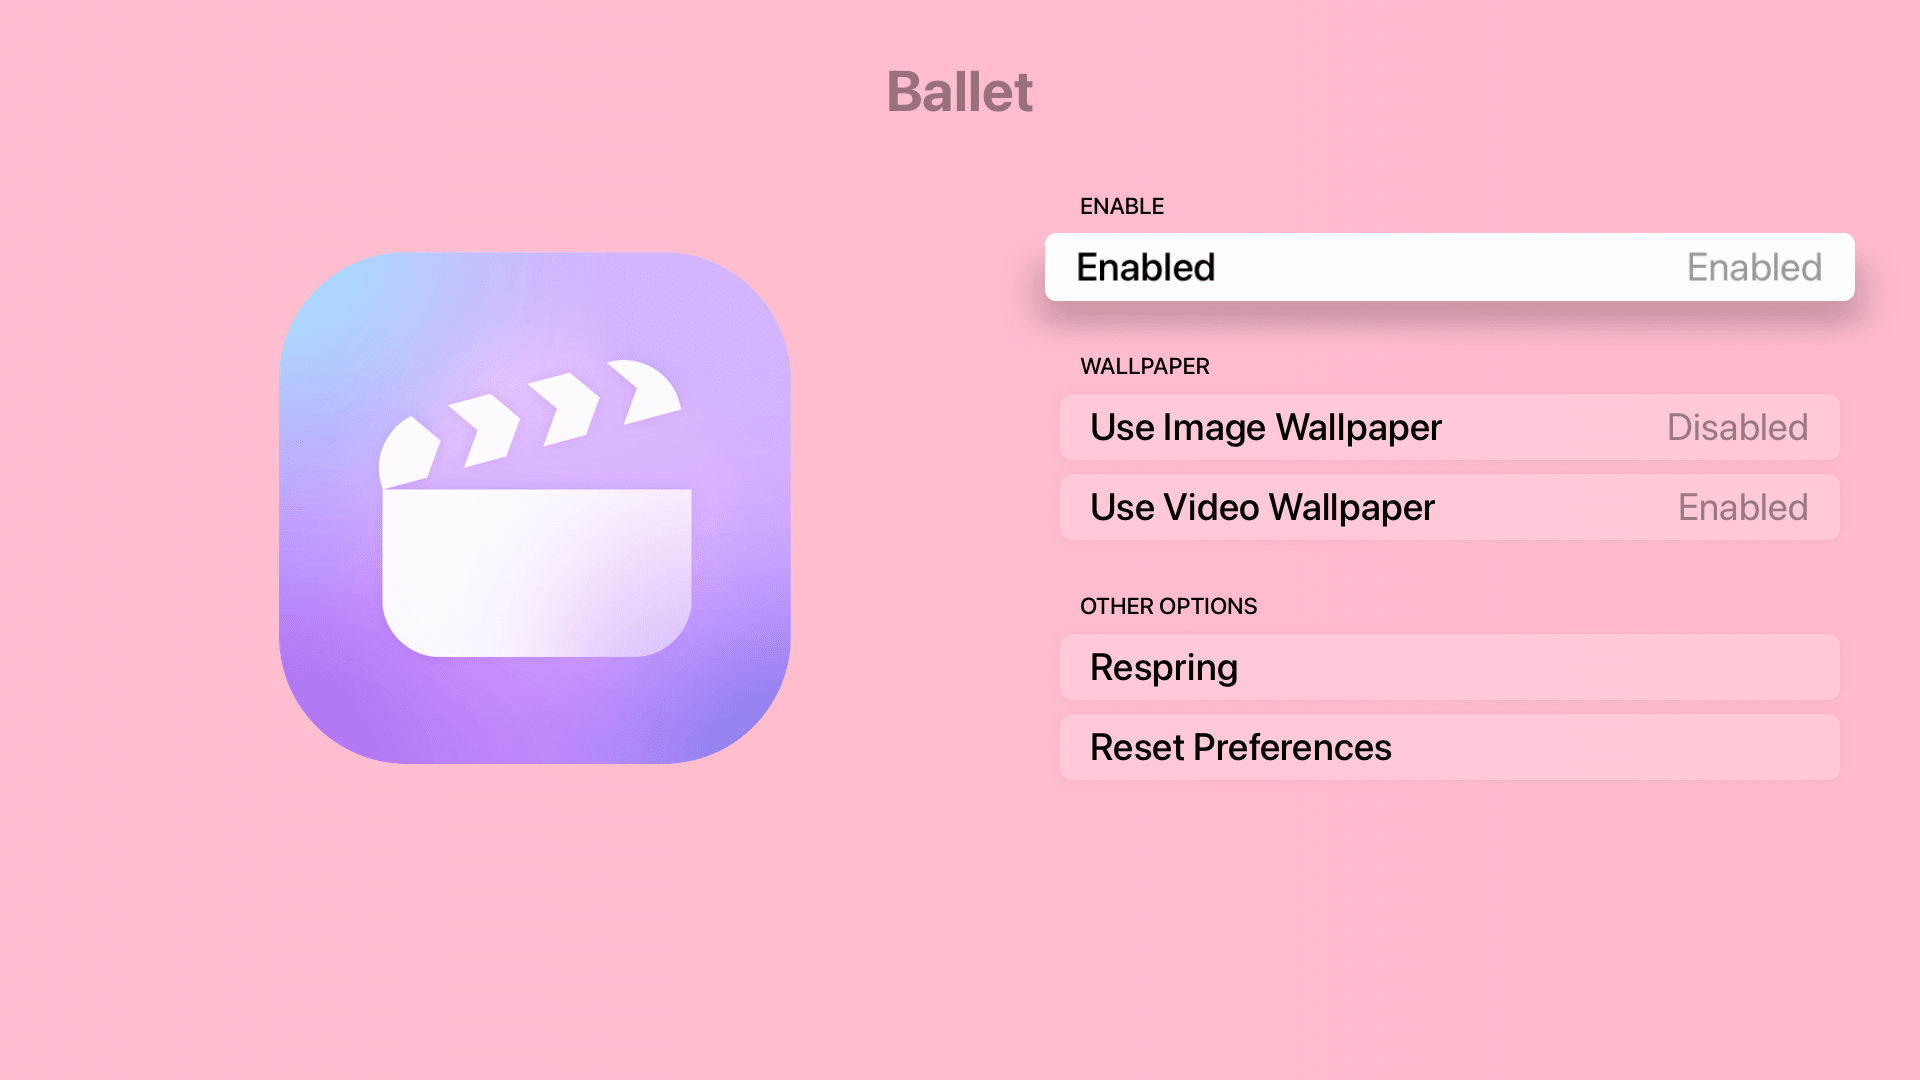 Ballet
ENABLE
Enabled Enabled
WALLPAPER
Use Image Wallpaper Disabled
Use Video Wallpaper Enabled
OTHER OPTIONS
Respring
Reset Preferences